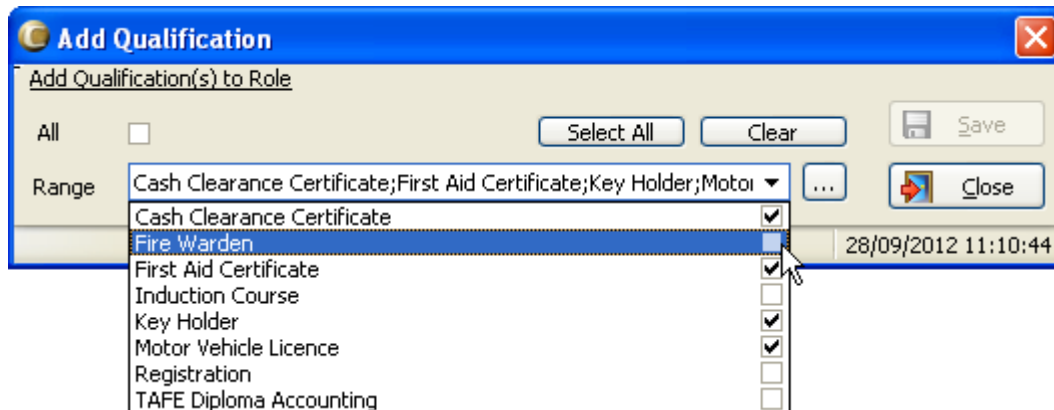 Add Qualification
Add Qualification(s) to Role
All
Select All
Clear
Save
Range
Cash Clearance Certificate;First Aid Certificate;Key Holder;Motor
...
Close
Cash Clearance Certificate
Fire Warden
28/09/2012 11:10:44
First Aid Certificate
Induction Course
Key Holder
Motor Vehicle Licence
Registration
TAFE Diploma Accounting